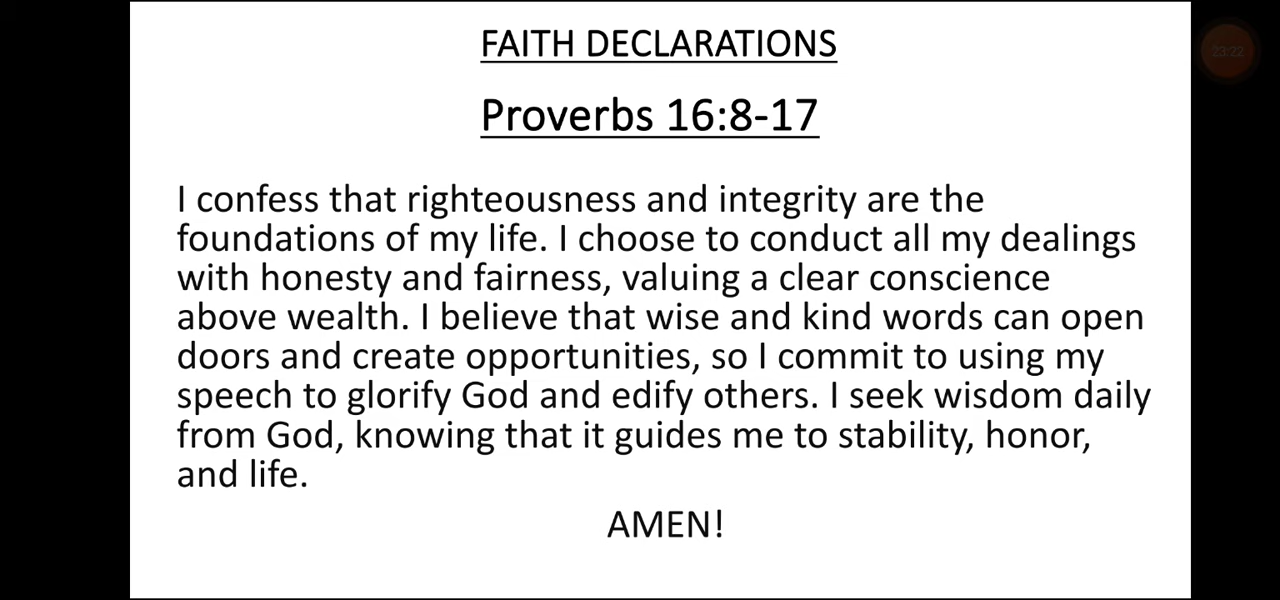 FAITH DECLARATIONS
23:22
Proverbs 16:8-17
I confess that righteousness and integrity are the
foundations of my life. I choose to conduct all my dealings
with honesty and fairness, valuing a clear conscience
above wealth. I believe that wise and kind words can open
doors and create opportunities, so I commit to using my
speech to glorify God and edify others. I seek wisdom daily
from God, knowing that it guides me to stability, honor,
and life.
AMEN!